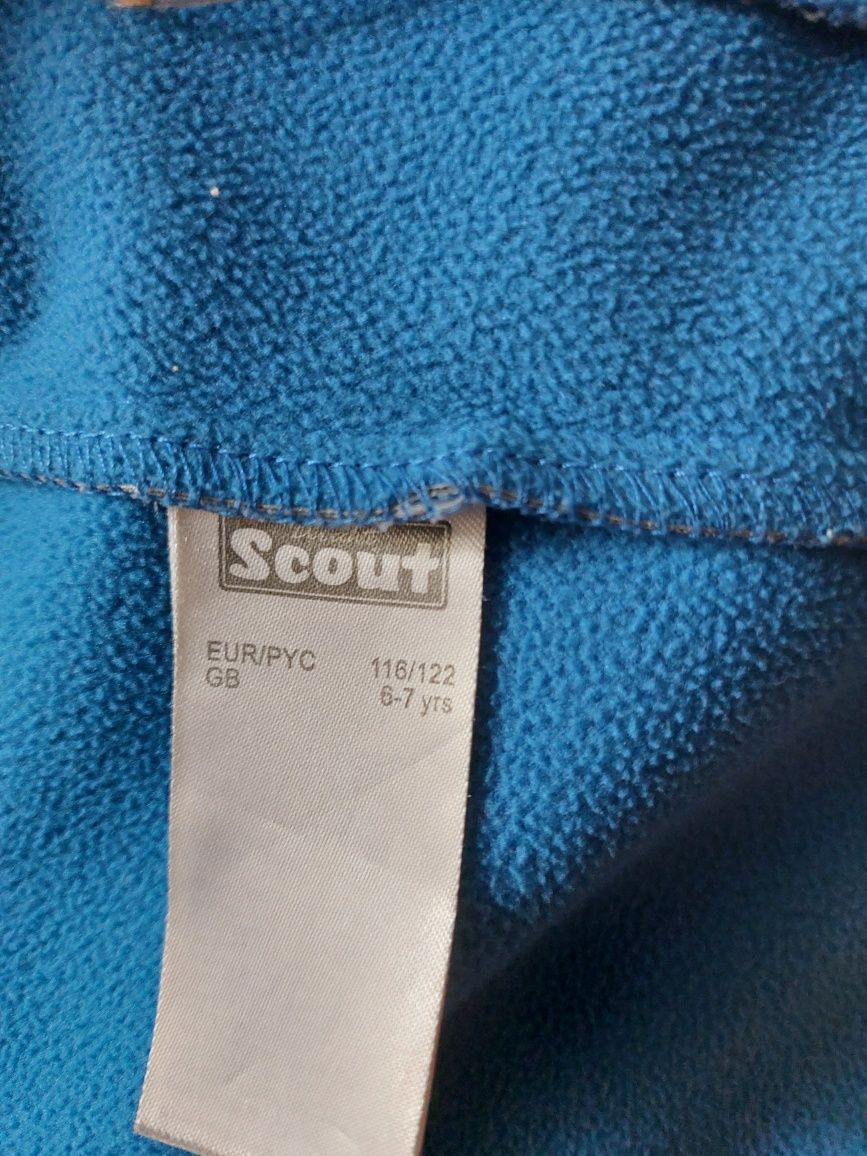 Scout
EUR/PYC 116/122
GB 6-7 yrs